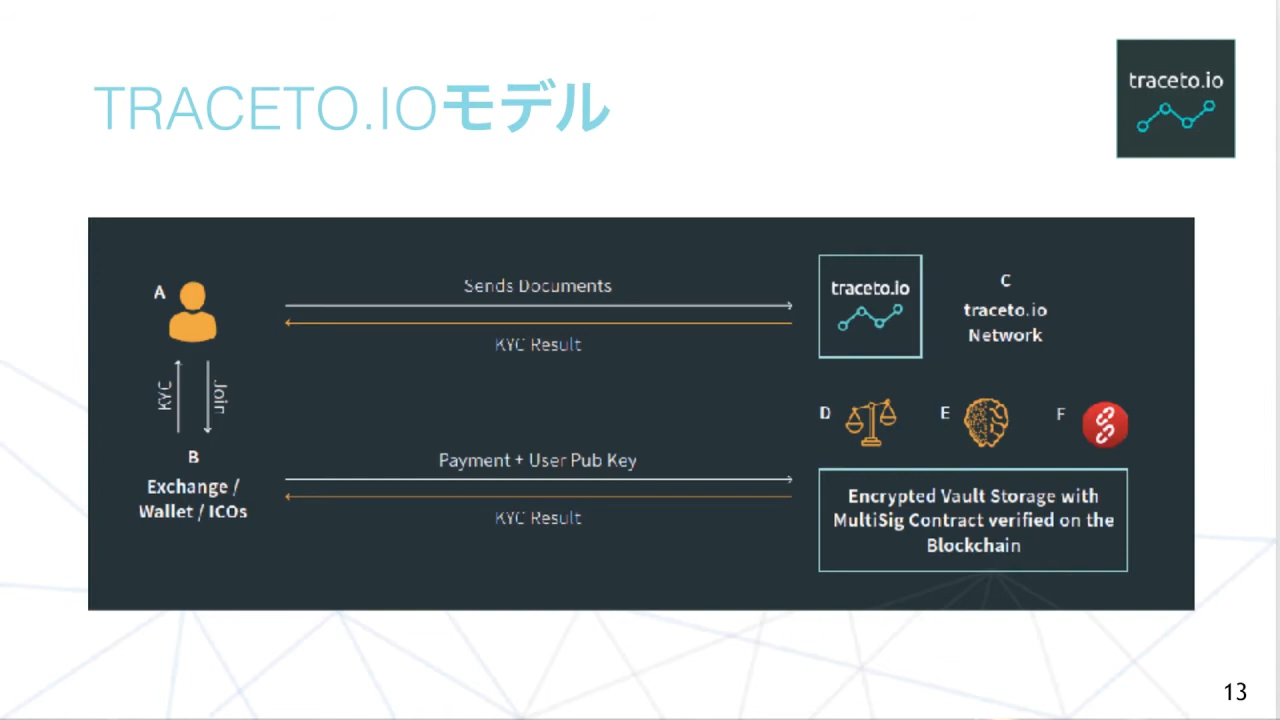 TRACETO.IOモデル
traceto.io
A
Sends Documents
KYC Result
traceto.io
C
traceto.io
Network
KYC
Join
D
E
F
B
Exchange /
Wallet / ICOs
Payment + User Pub Key
KYC Result
Encrypted Vault Storage with
MultiSig Contract verified on the
Blockchain
13